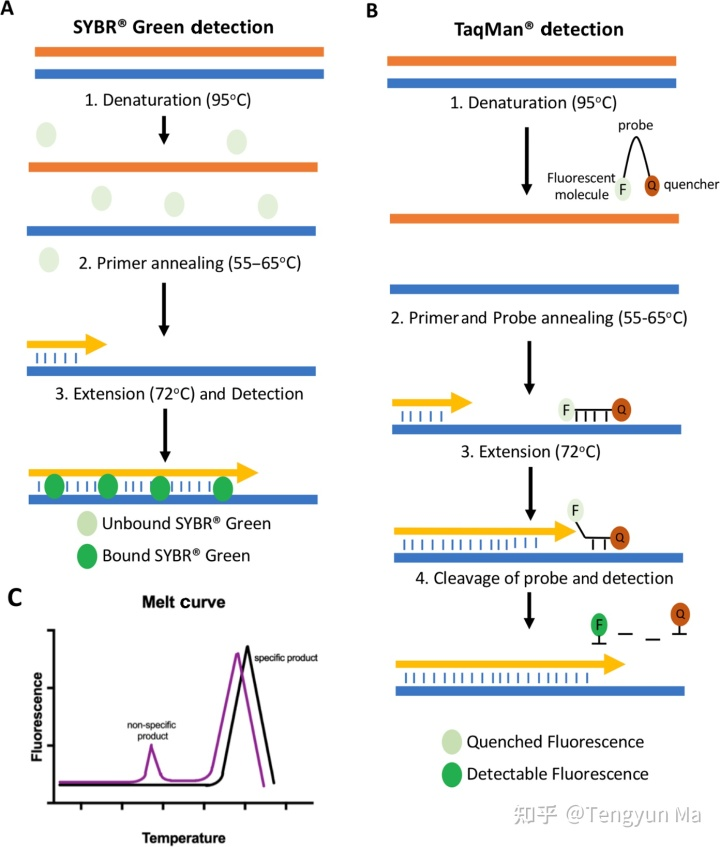 A
SYBR® Green detection
1. Denaturation (95°C)
2. Primer annealing (55–65°C)
3. Extension (72°C) and Detection
Unbound SYBR® Green
Bound SYBR® Green
B
TaqMan® detection
1. Denaturation (95°C)
probe
Fluorescent
molecule
F
Q
quencher
2. Primer and Probe annealing (55-65°C)
F
Q
3. Extension (72°C)
F
Q
4. Cleavage of probe and detection
F
Q
Quenched Fluorescence
Detectable Fluorescence
C
Melt curve
Fluorescence
non-specific
product
specific product
Temperature
知乎 @Tengyun Ma